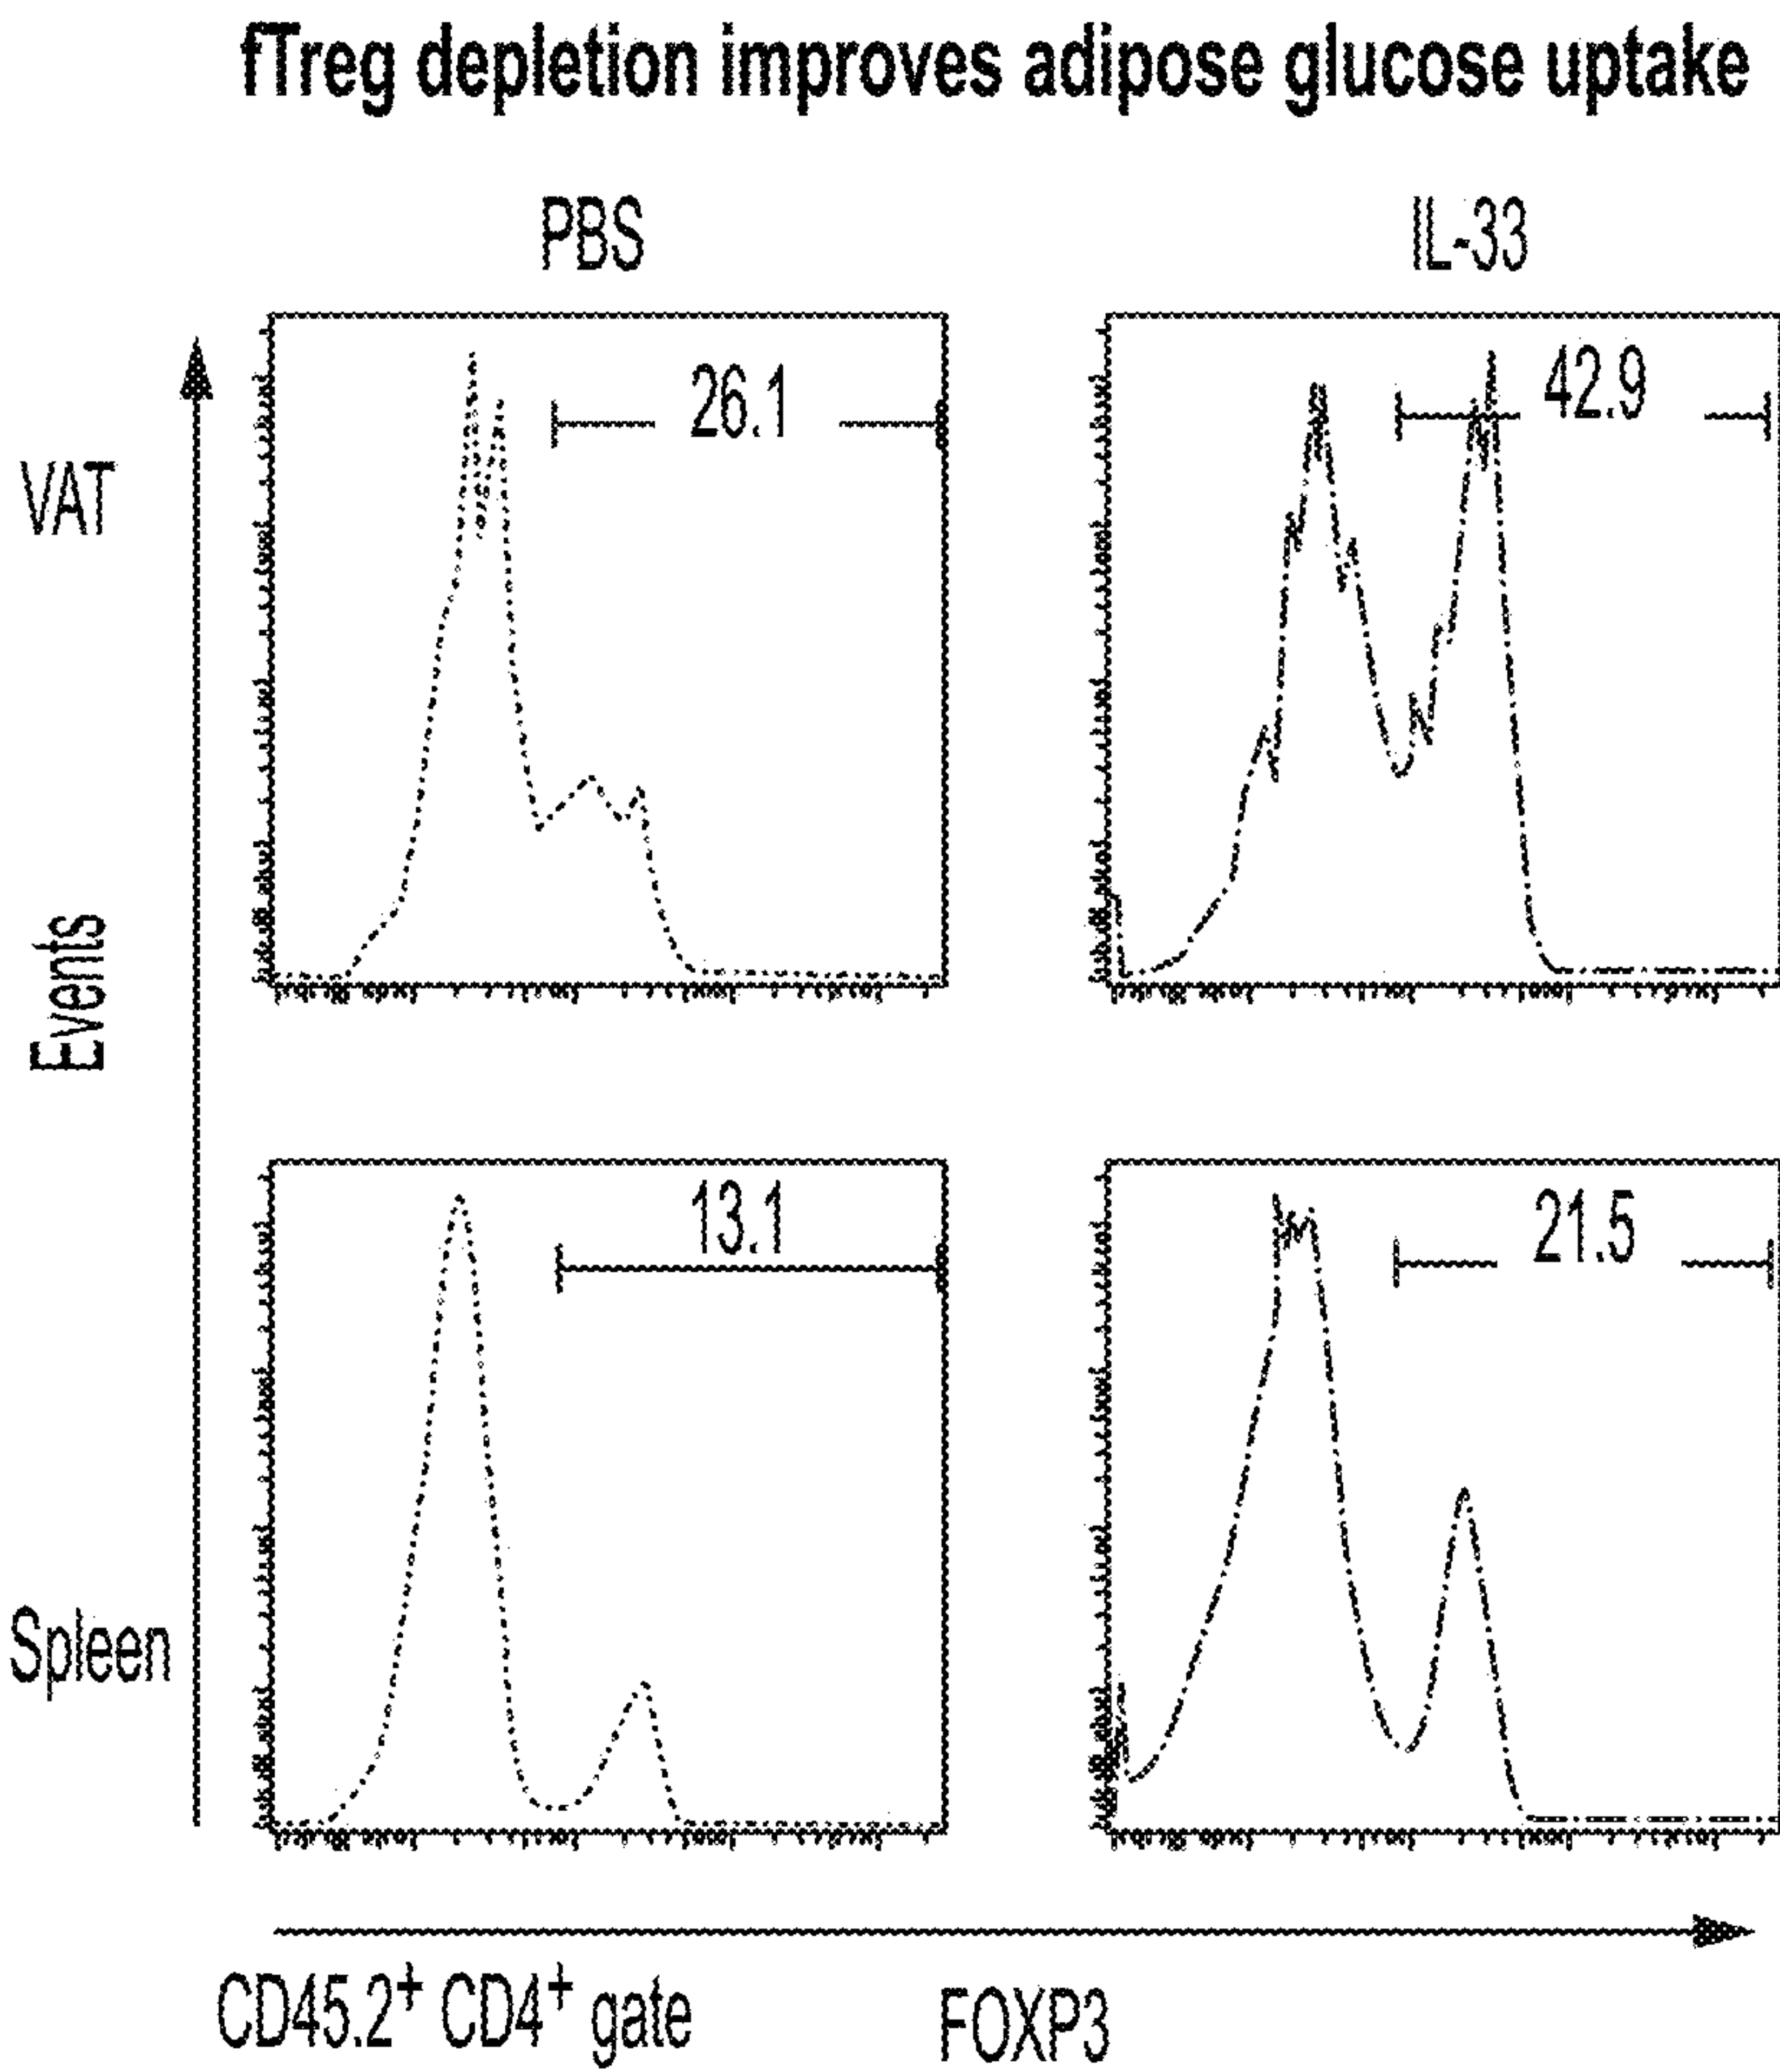 fTreg depletion improves adipose glucose uptake
PBS
IL-33
VAT
26.1
42.9
Events
Spleen
13.1
21.5
CD45.2⁺ CD4⁺ gate
FOXP3